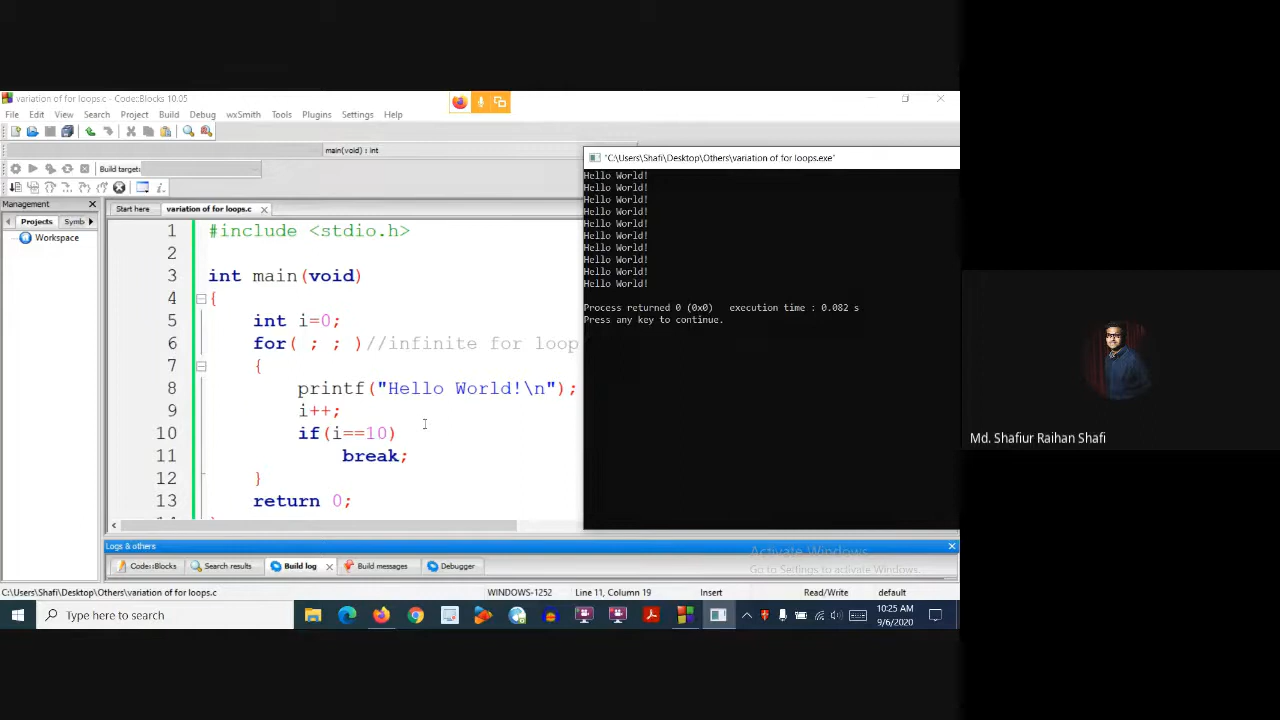 variation of for loops.c - Code::Blocks 10.05
File Edit View Search Project Build Debug wxSmith Tools Plugins Settings Help
main(void) : int
Build target:
Management
Projects Symb
Workspace
Start here variation of for loops.c
1 #include <stdio.h>
2
3 int main(void)
4 {
5 int i=0;
6 for( ; ; )//infinite for loop
7 {
8 printf("Hello World!\n");
9 i++;
10 if(i==10)
11 break;
12 }
13 return 0;
"C:\Users\Shafi\Desktop\Others\variation of for loops.exe"
Hello World!
Hello World!
Hello World!
Hello World!
Hello World!
Hello World!
Hello World!
Hello World!
Hello World!
Hello World!
Process returned 0 (0x0) execution time : 0.082 s
Press any key to continue.
Md. Shafiur Raihan Shafi
Logs & others
Code::Blocks Search results Build log Build messages Debugger
Activate Windows
Go to Settings to activate Windows.
C:\Users\Shafi\Desktop\Others\variation of for loops.c WINDOWS-1252 Line 11, Column 19 Insert Read/Write default
Type here to search
10:25 AM
9/6/2020